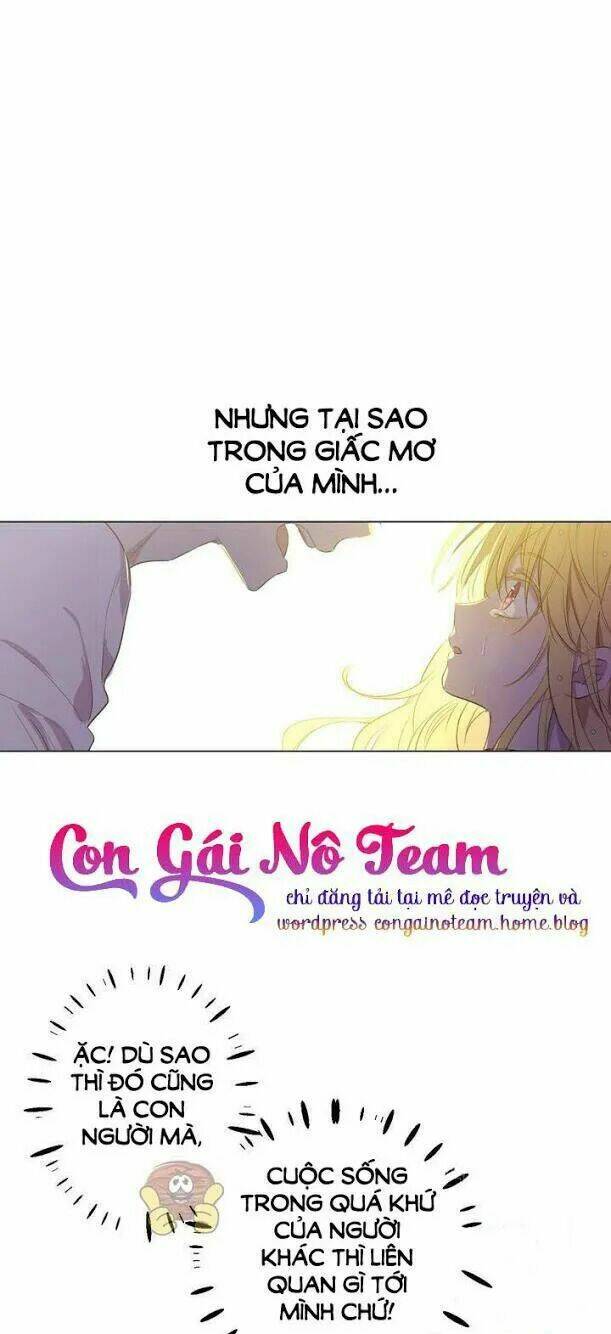 NHƯNG TẠI SAO
TRONG GIẤC MƠ
CỦA MÌNH...
Con Gái Nô Team
chỉ đăng tải tại mê đọc truyện và
wordpress congainoteam.home.blog
ẶC! DÙ SAO
THÌ ĐÓ CŨNG
LÀ CON
NGƯỜI MÀ,
CUỘC SỐNG
TRONG QUÁ KHỨ
CỦA NGƯỜI
KHÁC THÌ LIÊN
QUAN GÌ TỚI
MÌNH CHỨ!